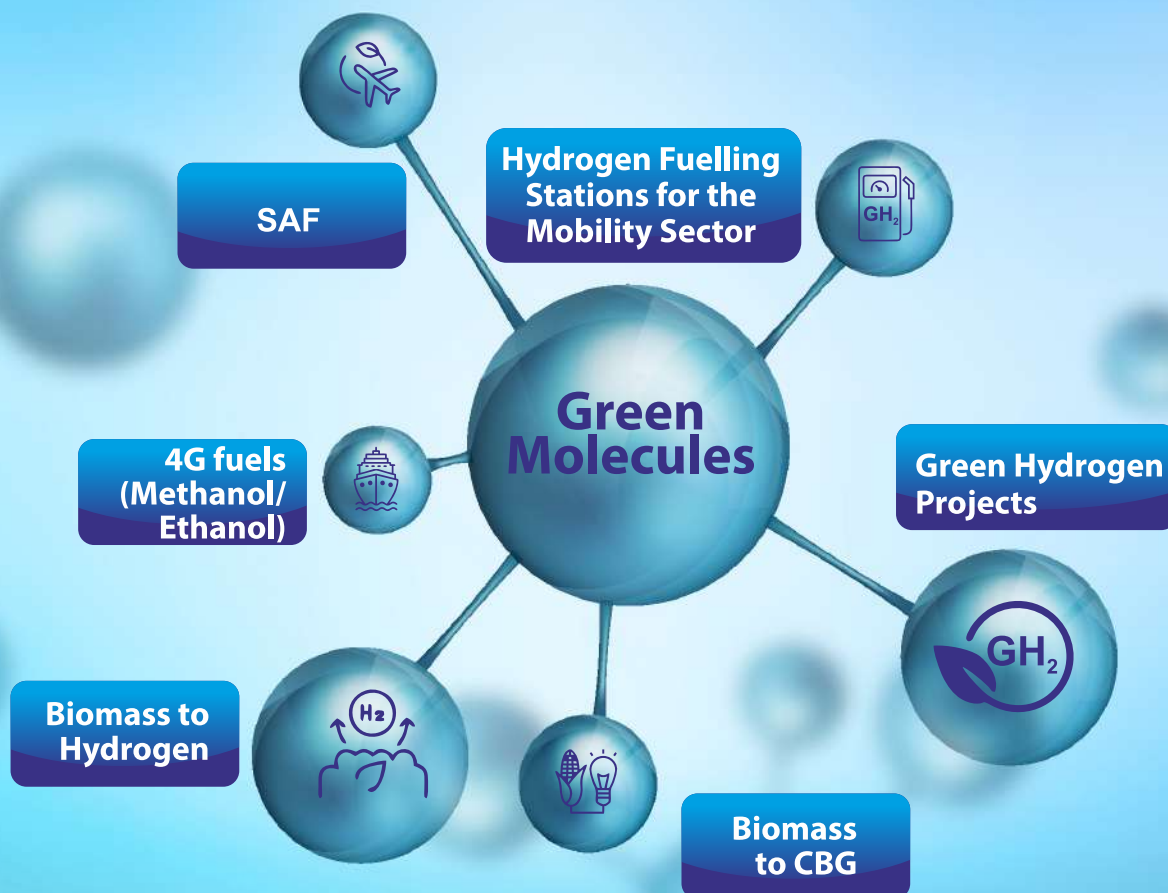 SAF
Hydrogen Fuelling
Stations for the
Mobility Sector
GH₂
Green
Molecules
4G fuels
(Methanol/
Ethanol)
Green Hydrogen
Projects
GH₂
Biomass to
Hydrogen
H₂
Biomass
to CBG